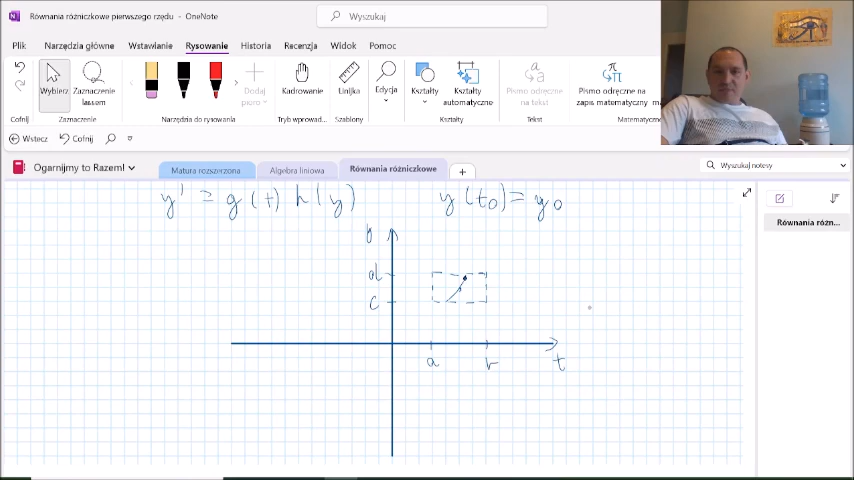 Równania różniczkowe pierwszego rzędu - OneNote
Wyszukaj
Plik Narzędzia główne Wstawianie Rysowanie Historia Recenzja Widok Pomoc
Cofnij
Wybierz
Zaznaczenie lassem
Zaznaczenie
Dodaj pióro
Narzędzia do rysowania
Kadrowanie
Tryb wprowad...
Linijka
Szablony
Edycja
Kształty
Kształty automatyczne
Kształty
Pismo odręczne na tekst
Tekst
Pismo odręczne na zapis matematyczny
Matematyc
Wstecz Cofnij
Ogarnijmy to Razem! Matura rozszerzona Algebra liniowa Równania różniczkowe Wyszukaj notesy
Równania różn...
y' = g(t) h(y) y(t₀) = y₀
y
d
c
a b t